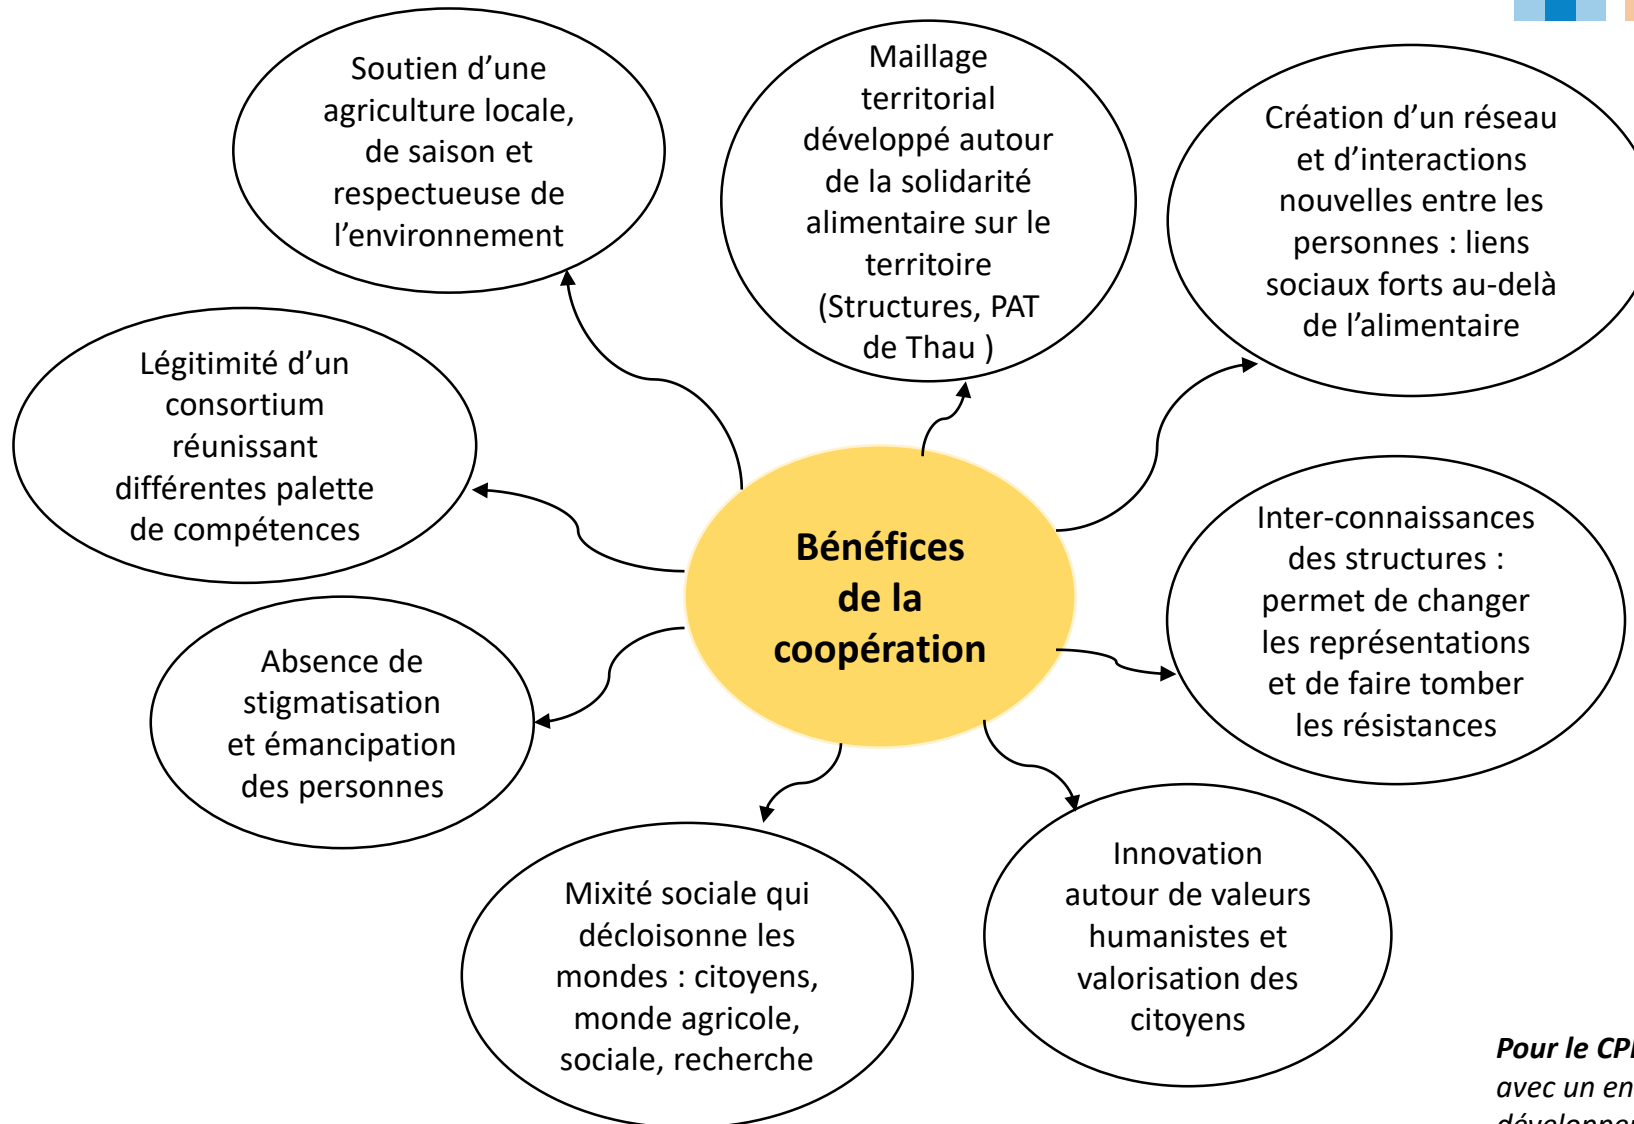 Soutien d’une
agriculture locale,
de saison et
respectueuse de
l’environnement
Maillage
territorial
développé autour
de la solidarité
alimentaire sur le
territoire
(Structures, PAT
de Thau )
Création d’un réseau
et d’interactions
nouvelles entre les
personnes : liens
sociaux forts au-delà
de l’alimentaire
Légitimité d’un
consortium
réunissant
différentes palette
de compétences
Bénéfices
de la
coopération
Inter-connaissances
des structures :
permet de changer
les représentations
et de faire tomber
les résistances
Absence de
stigmatisation
et émancipation
des personnes
Mixité sociale qui
décloisonne les
mondes : citoyens,
monde agricole,
sociale, recherche
Innovation
autour de valeurs
humanistes et
valorisation des
citoyens
Pour le
avec un